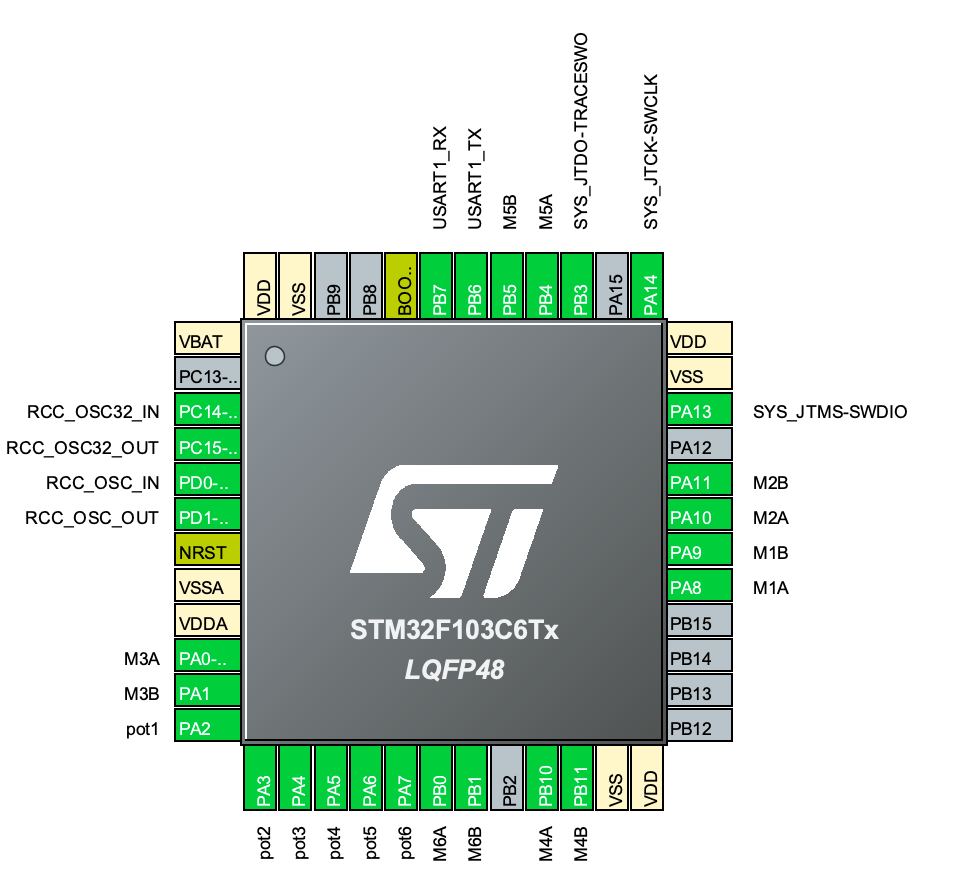 USART1_RX
USART1_TX
M5B
M5A
SYS_JTDO-TRACESWO
SYS_JTCK-SWCLK
VDD
VSS
PB9
PB8
BOO..
PB7
PB6
PB5
PB4
PB3
PA15
PA14
VBAT
PC13-..
RCC_OSC32_IN PC14-..
RCC_OSC32_OUT PC15-..
RCC_OSC_IN PD0-..
RCC_OSC_OUT PD1-..
NRST
VSSA
VDDA
M3A PA0-..
M3B PA1
pot1 PA2
VDD
VSS
PA13 SYS_JTMS-SWDIO
PA12
PA11 M2B
PA10 M2A
PA9 M1B
PA8 M1A
PB15
PB14
PB13
PB12
ST
STM32F103C6Tx
LQFP48
PA3
PA4
PA5
PA6
PA7
PB0
PB1
PB2
PB10
PB11
VSS
VDD
pot2
pot3
pot4
pot5
pot6
M6A
M6B
M4A
M4B